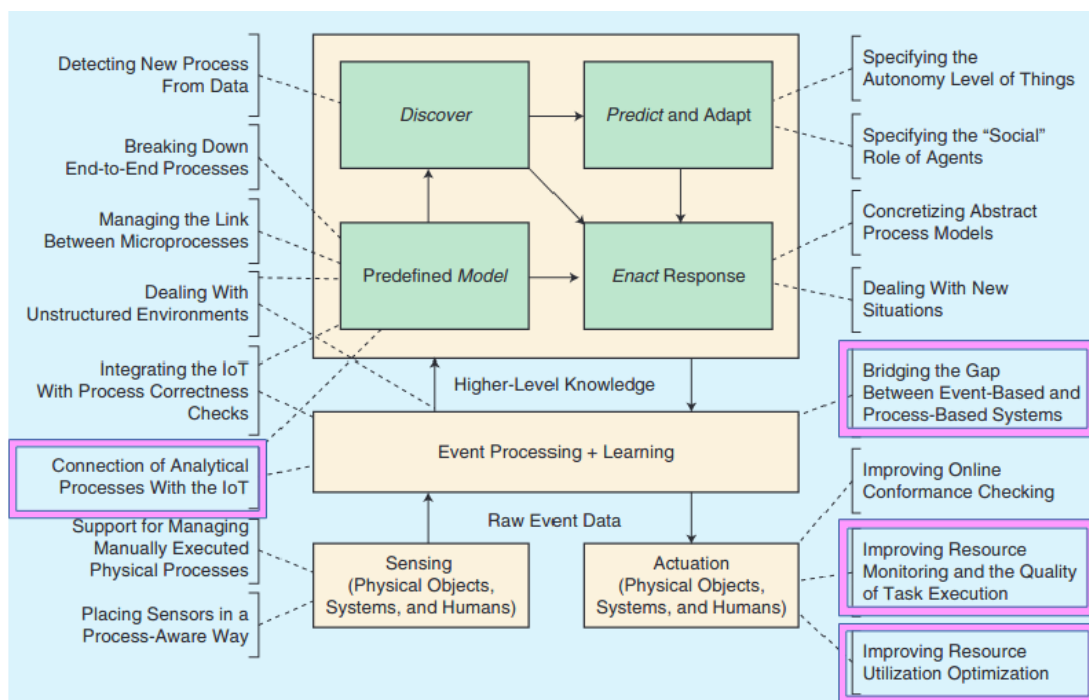 Detecting New Process
From Data
Breaking Down
End-to-End Processes
Managing the Link
Between Microprocesses
Dealing With
Unstructured Environments
Integrating the IoT
With Process Correctness
Checks
Connection of Analytical
Processes With the IoT
Support for Managing
Manually Executed
Physical Processes
Placing Sensors in a
Process-Aware Way
Discover
Predict and Adapt
Predefined Model
Enact Response
Higher-Level Knowledge
Event Processing + Learning
Raw Event Data
Sensing
(Physical Objects,
Systems, and Humans)
Actuation
(Physical Objects,
Systems, and Humans)
Specifying the
Autonomy Level of Things
Specifying the “Social”
Role of Agents
Concretizing Abstract
Process Models
Dealing With New
Situations
Bridging the Gap
Between Event-Based and
Process-Based Systems
Improving Online
Conformance Checking
Improving Resource
Monitoring and the Quality
of Task Execution
Improving Resource
Utilization Optimization